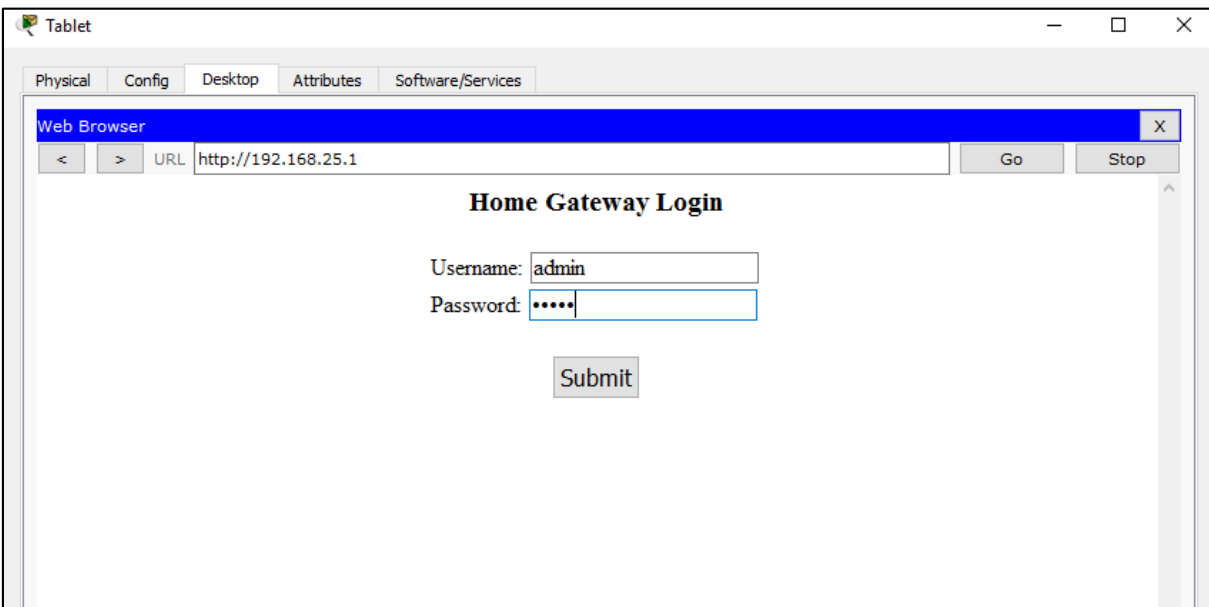 Tablet
Physical Config Desktop Attributes Software/Services
Web Browser X
< > URL http://192.168.25.1 Go Stop
Home Gateway Login
Username: admin
Password: •••••
Submit